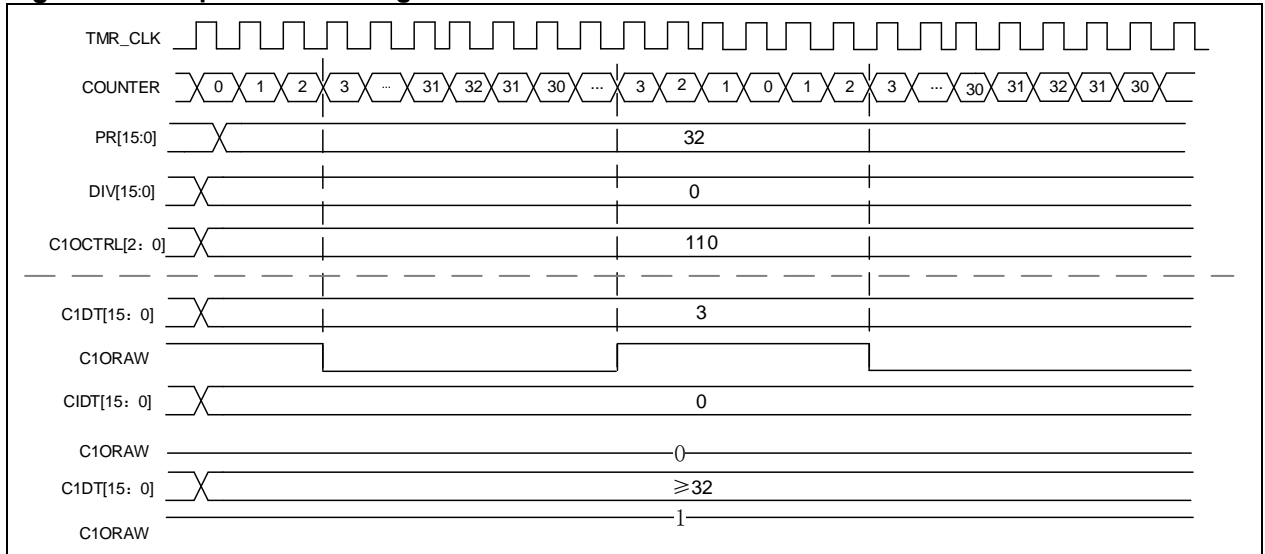 TMR_CLK
COUNTER 0 1 2 3 ... 31 32 31 30 ... 3 2 1 0 1 2 3 ... 30 31 32 31 30
PR[15:0] 32
DIV[15:0] 0
C1OCTRL[2：0] 110
C1DT[15：0] 3
C1ORAW
CIDT[15：0] 0
C1ORAW 0
C1DT[15：0] ≥32
C1ORAW 1